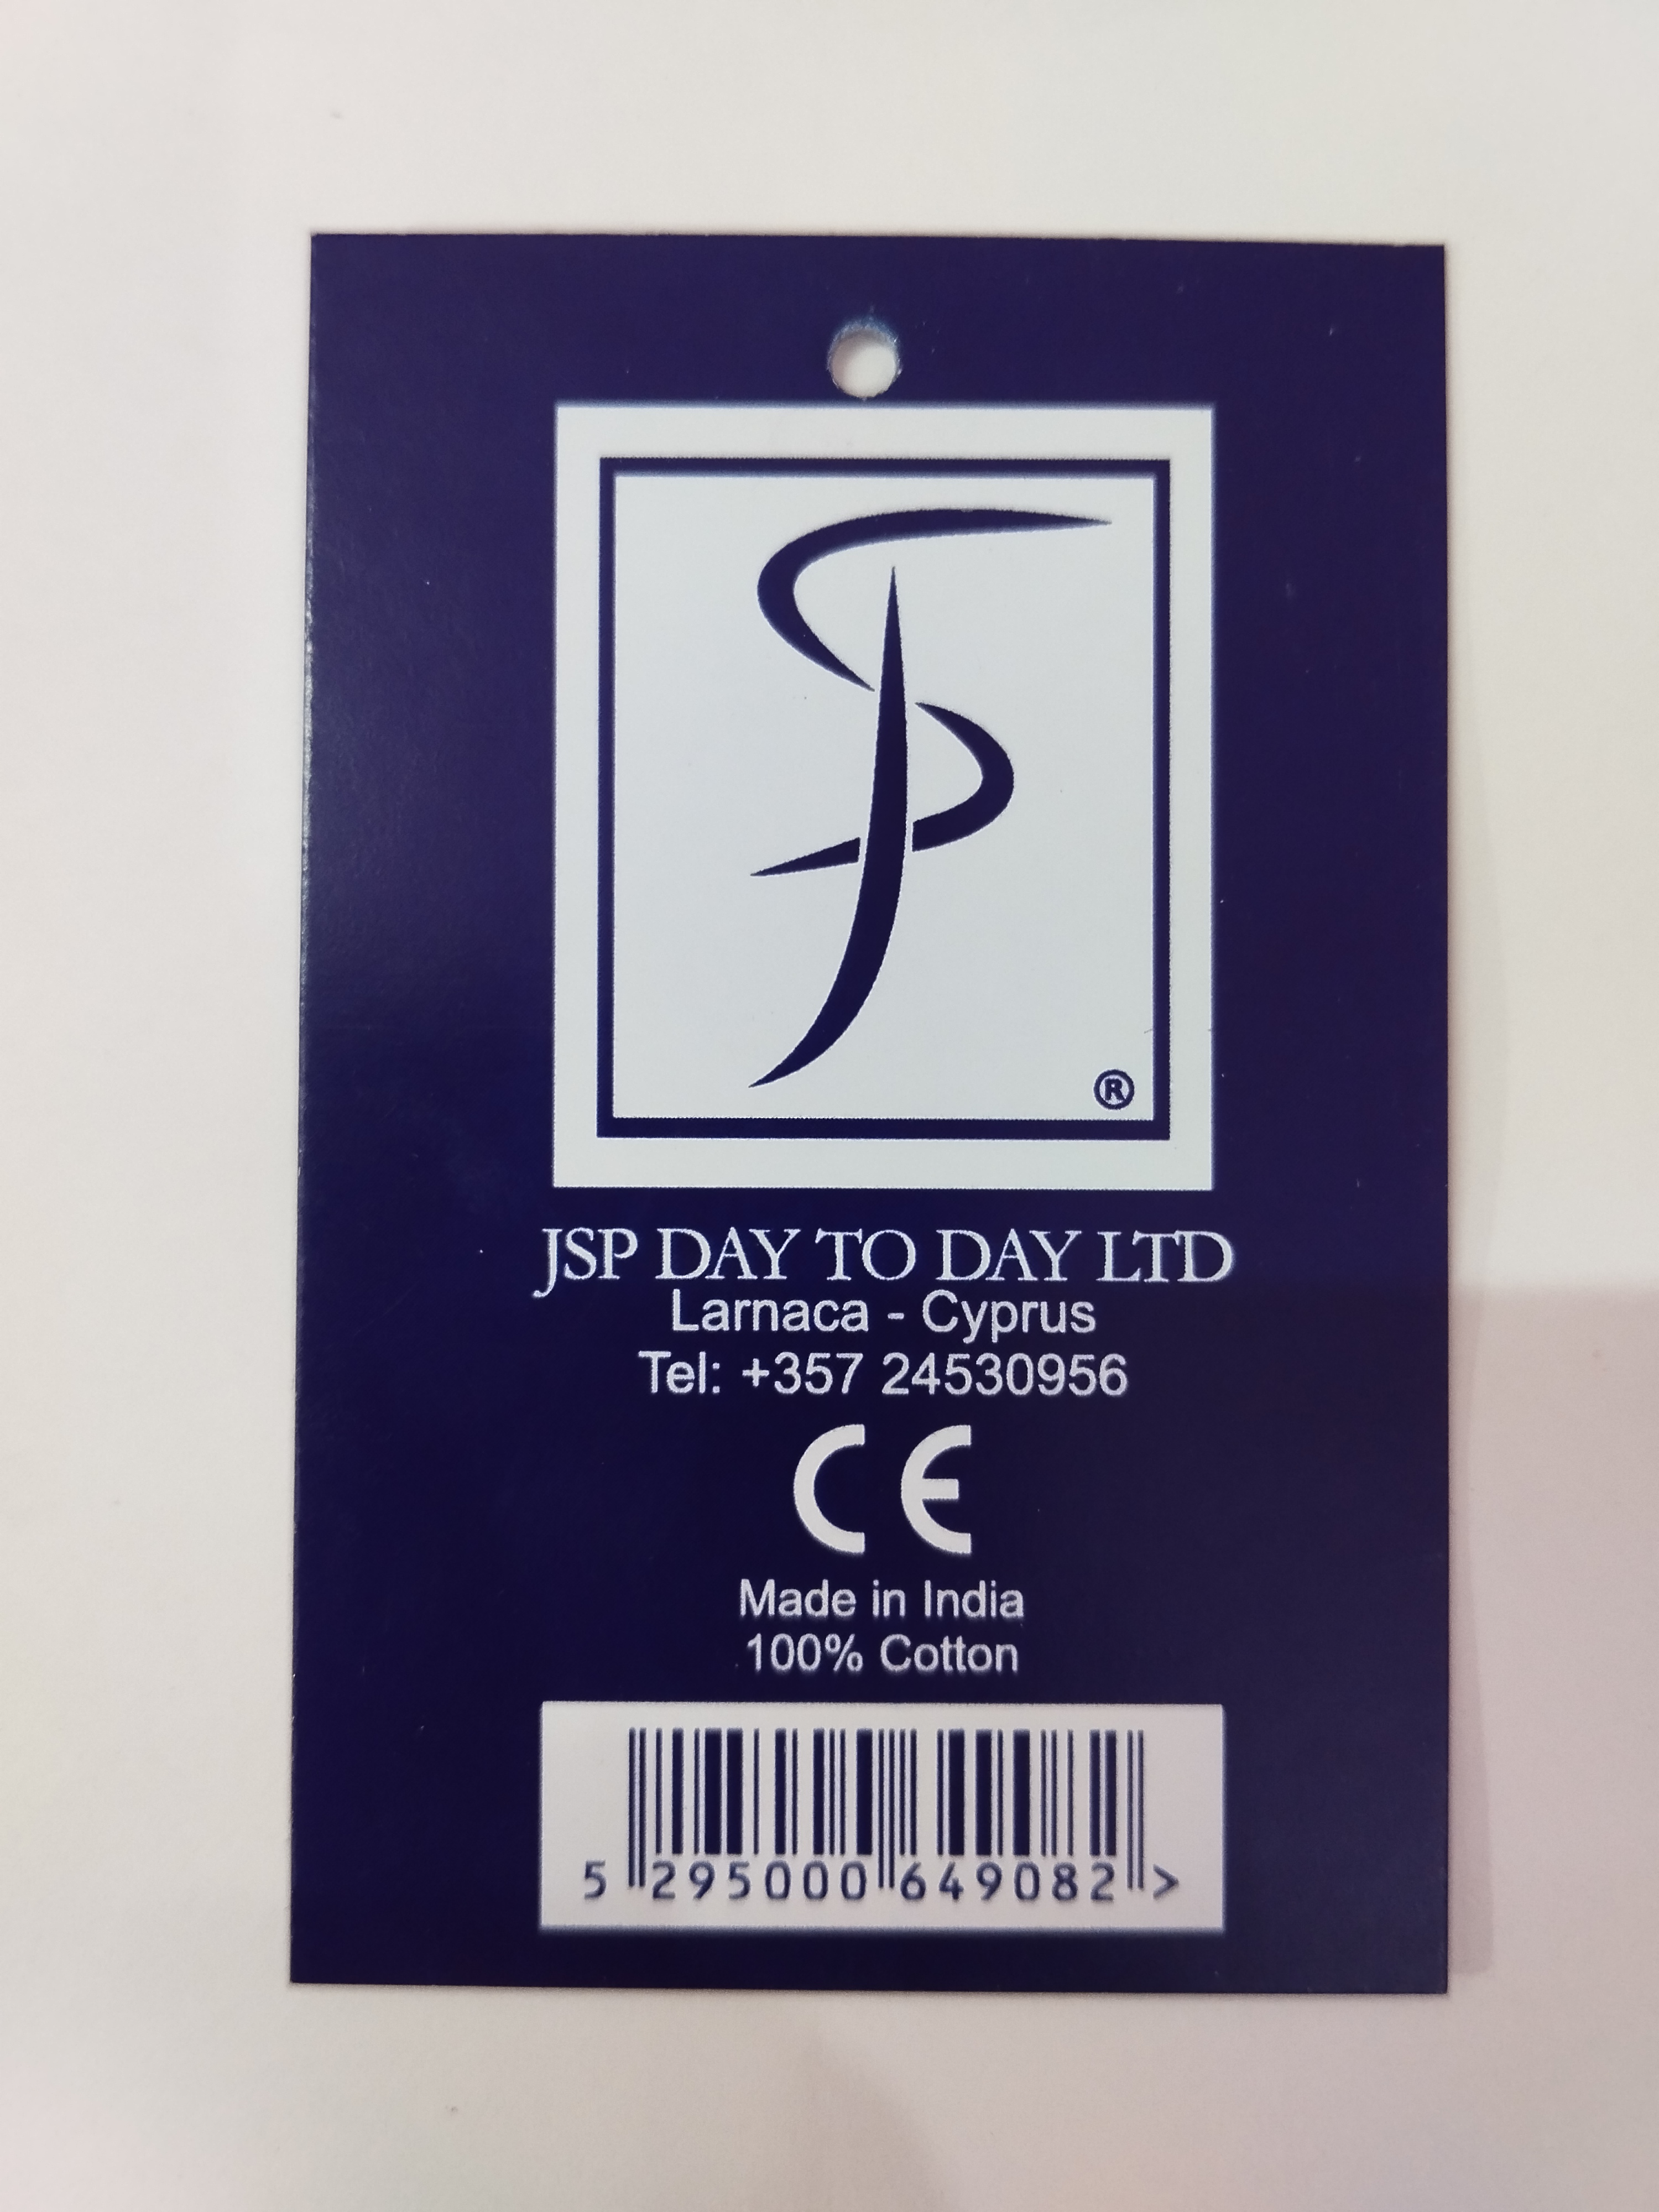 ®
JSP DAY TO DAY LTD
Larnaca - Cyprus
Tel: +357 24530956
CE
Made in India
100% Cotton
5 295000 649082 >